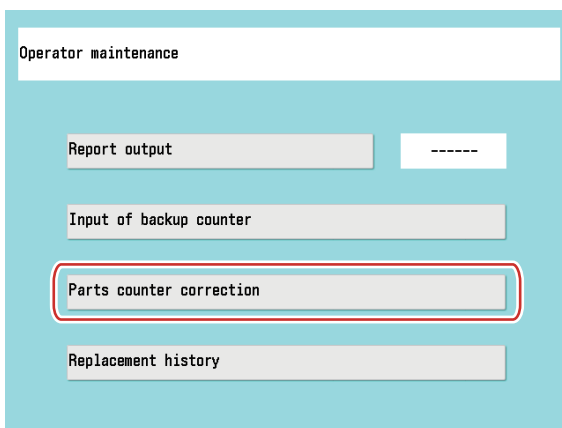 Operator maintenance
Report output
------
Input of backup counter
Parts counter correction
Replacement history